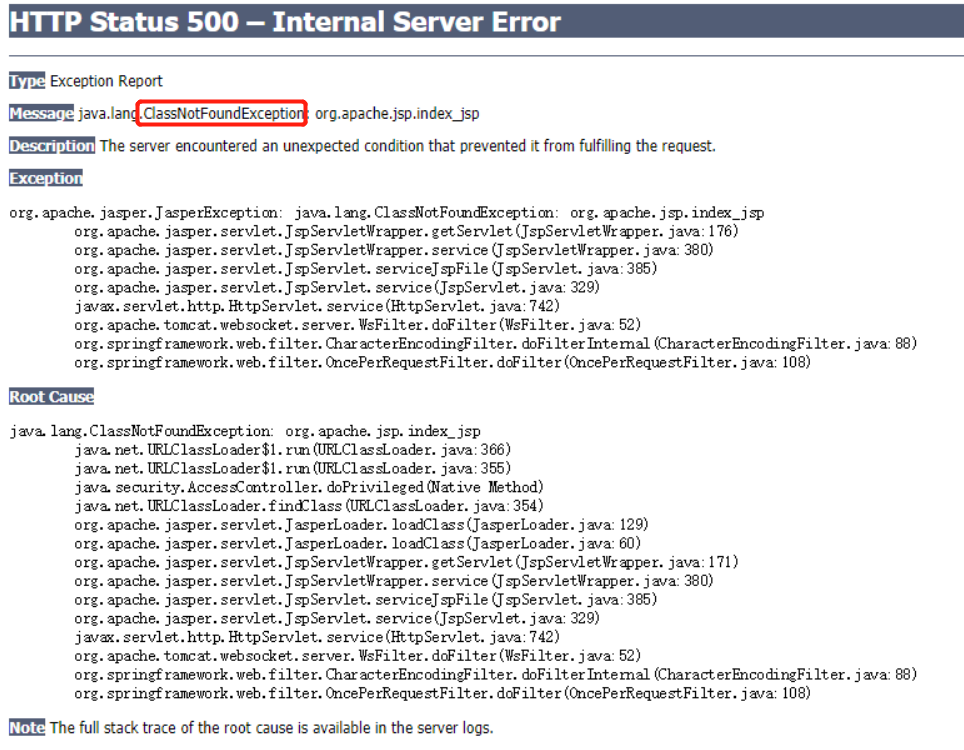 HTTP Status 500 – Internal Server Error
Type Exception Report
Message java.lang.ClassNotFoundException: org.apache.jsp.index_jsp
Description The server encountered an unexpected condition that prevented it from fulfilling the request.
Exception
org.apache.jasper.JasperException: java.lang.ClassNotFoundException: org.apache.jsp.index_jsp
org.apache.jasper.servlet.JspServletWrapper.getServlet(JspServletWrapper.java:176)
org.apache.jasper.servlet.JspServletWrapper.service(JspServletWrapper.java:380)
org.apache.jasper.servlet.JspServlet.serviceJspFile(JspServlet.java:385)
org.apache.jasper.servlet.JspServlet.service(JspServlet.java:329)
javax.servlet.http.HttpServlet.service(HttpServlet.java:742)
org.apache.tomcat.websocket.server.WsFilter.doFilter(WsFilter.java:52)
org.springframework.web.filter.CharacterEncodingFilter.doFilterInternal(CharacterEncodingFilter.java:88)
org.springframework.web.filter.OncePerRequestFilter.doFilter(OncePerRequestFilter.java:108)
Root Cause
java.lang.ClassNotFoundException: org.apache.jsp.index_jsp
java.net.URLClassLoader$1.run(URLClassLoader.java:366)
java.net.URLClassLoader$1.run(URLClassLoader.java:355)
java.security.AccessController.doPrivileged(Native Method)
java.net.URLClassLoader.findClass(URLClassLoader.java:354)
org.apache.jasper.servlet.JasperLoader.loadClass(JasperLoader.java:129)
org.apache.jasper.servlet.JasperLoader.loadClass(JasperLoader.java:60)
org.apache.jasper.servlet.JspServletWrapper.getServlet(JspServletWrapper.java:171)
org.apache.jasper.servlet.JspServletWrapper.service(JspServletWrapper.java:380)
org.apache.jasper.servlet.JspServlet.serviceJspFile(JspServlet.java:385)
org.apache.jasper.servlet.JspServlet.service(JspServlet.java:329)
javax.servlet.http.HttpServlet.service(HttpServlet.java:742)
org.apache.tomcat.websocket.server.WsFilter.doFilter(WsFilter.java:52)
org.springframework.web.filter.CharacterEncodingFilter.doFilterInternal(CharacterEncodingFilter.java:88)
org.springframework.web.filter.OncePerRequestFilter.doFilter(OncePerRequestFilter.java:108)
Note The full stack trace of the root cause is available in the server logs.